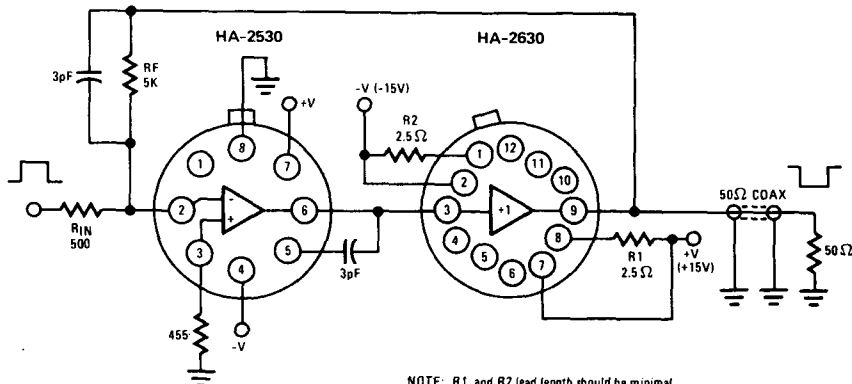 HA-2530
HA-2630
3pF
RF
5K
-V (-15V)
+V
R2
2.5Ω
8
1
7
2
6
3
5
4
-
+
1
12
11
2
10
3
+1
9
4
8
5
6
7
RIN
500
3pF
455
-V
R1
2.5Ω
+V
(+15V)
50Ω COAX
50Ω
NOTE: R1 and R2 lead length should be minimal